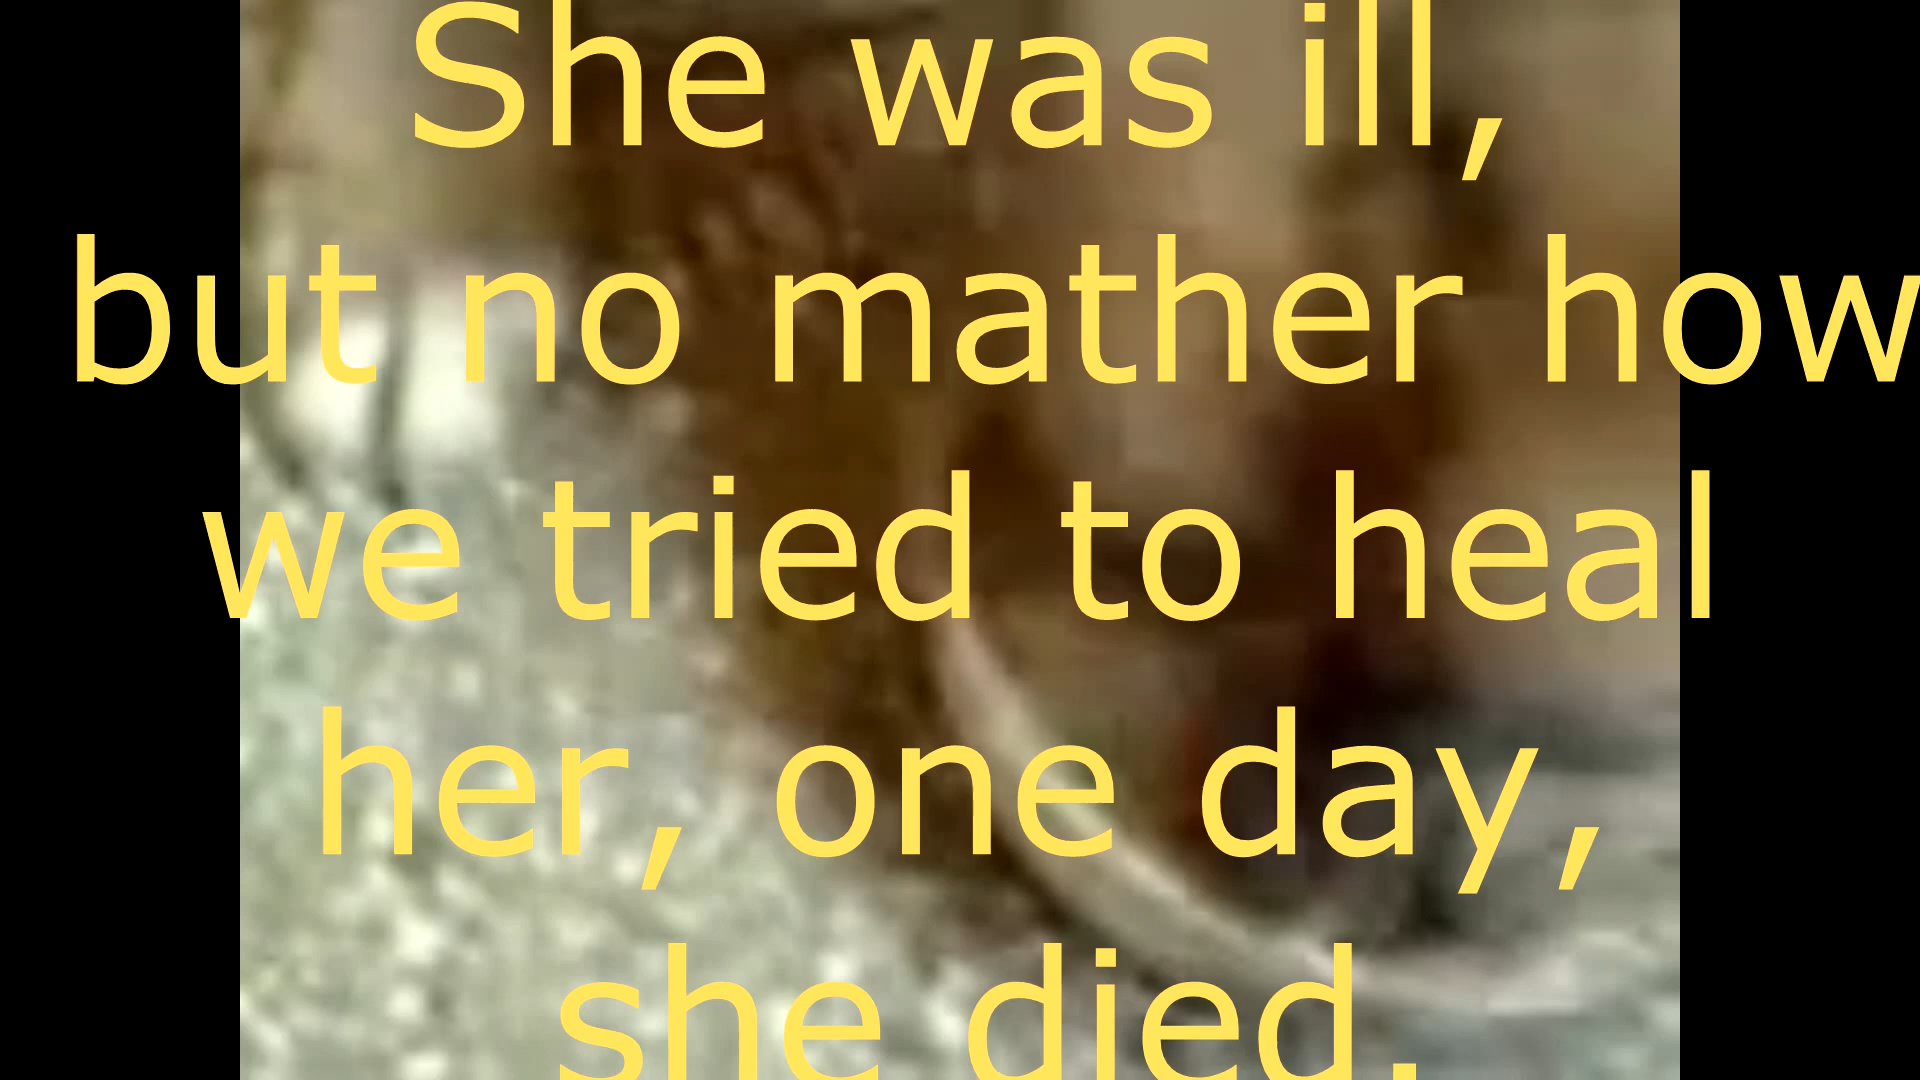 She was ill,
but no mather how
we tried to heal
her, one day,
she died.